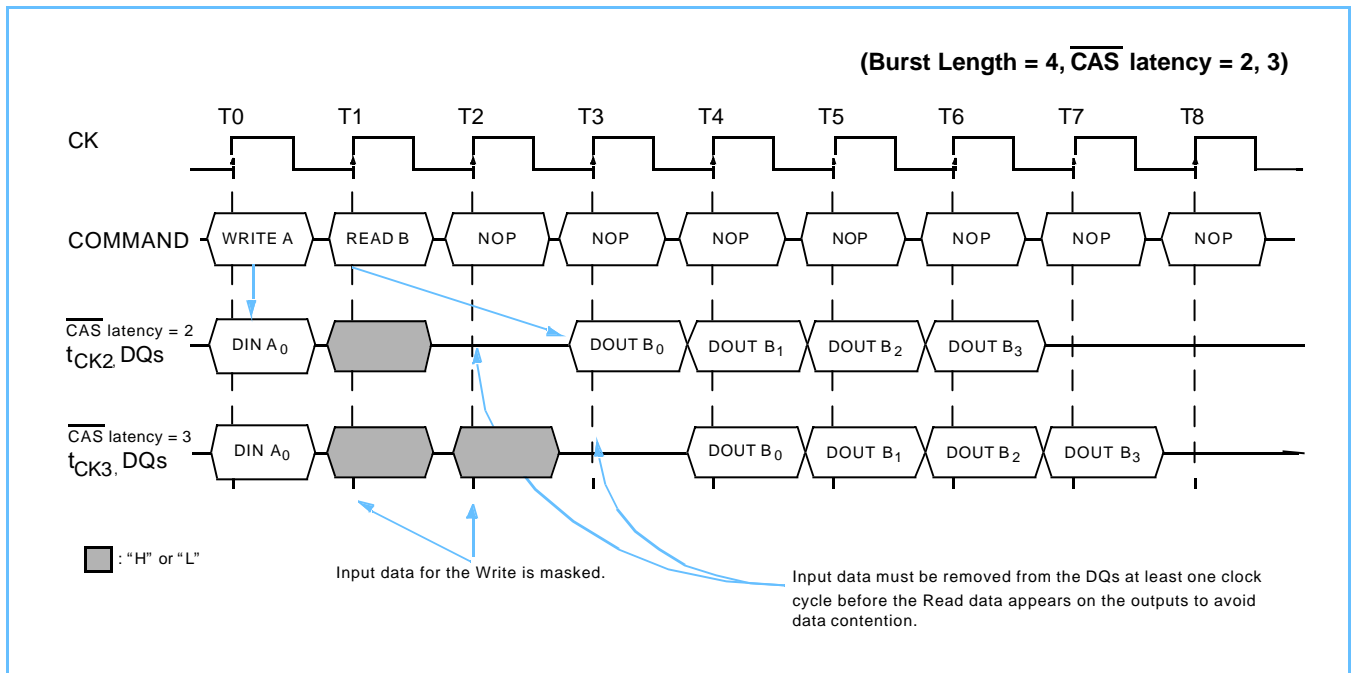 (Burst Length = 4, CAS latency = 2, 3)
T0 T1 T2 T3 T4 T5 T6 T7 T8
CK
COMMAND WRITE A READ B NOP NOP NOP NOP NOP NOP NOP
CAS latency = 2
tCK2, DQs DIN A0 DOUT B0 DOUT B1 DOUT B2 DOUT B3
CAS latency = 3
tCK3, DQs DIN A0 DOUT B0 DOUT B1 DOUT B2 DOUT B3
: "H" or "L"
Input data for the Write is masked.
Input data must be removed from the DQs at least one clock
cycle before the Read data appears on the outputs to avoid
data contention.